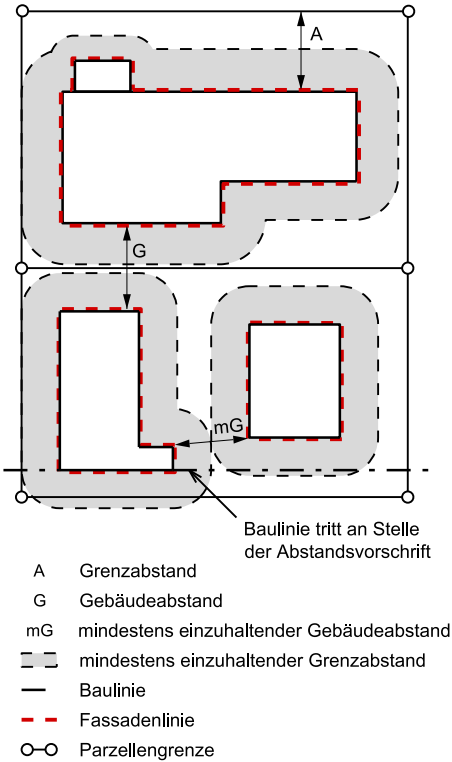 A
G
mG
Baulinie tritt an Stelle
der Abstandsvorschrift
A Grenzabstand
G Gebäudeabstand
mG mindestens einzuhaltender Gebäudeabstand
mindestens einzuhaltender Grenzabstand
Baulinie
Fassadenlinie
Parzellengrenze